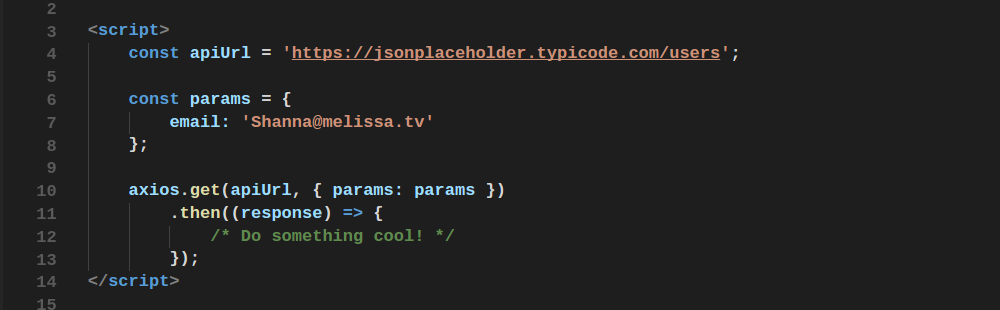 2
3 <script>
4 const apiUrl = 'https://jsonplaceholder.typicode.com/users';
5
6 const params = {
7 email: 'Shanna@melissa.tv'
8 };
9
10 axios.get(apiUrl, { params: params })
11 .then((response) => {
12 /* Do something cool! */
13 });
14 </script>
15